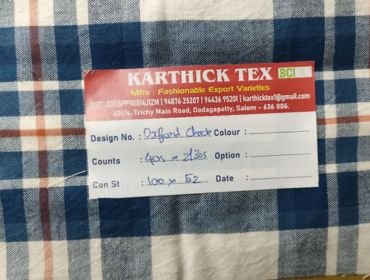 KARTHICK TEX BCI
Mfrs : Fashionable Export Varieties
94876 25207 | 94436 95201 | karthicktex1@gmail.com
401/4, Trichy Main Road, Dadagapatty, Salem - 636 006.
Design No. : Oxford Check Colour :
Counts : 40s x 2/30s Option :
Con St : 100 x 52 Date :